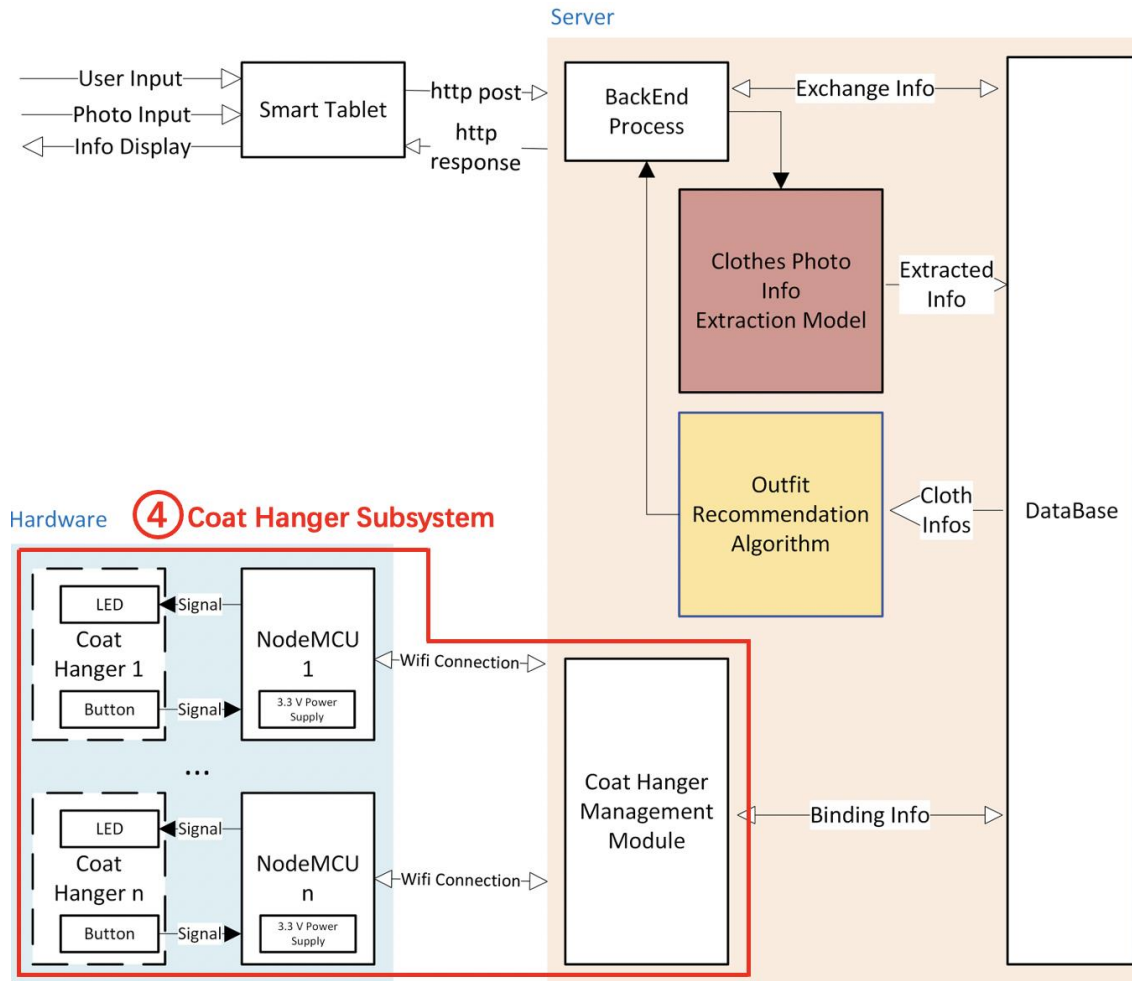 Server
User Input
Photo Input
Info Display
Smart Tablet
http post
http
response
BackEnd
Process
Exchange Info
Clothes Photo
Info
Extraction Model
Extracted
Info
Outfit
Recommendation
Algorithm
Cloth
Infos
DataBase
Hardware
④ Coat Hanger Subsystem
LED
Signal
Coat
Hanger 1
Button
Signal
NodeMCU
1
3.3 V Power
Supply
Wifi Connection
...
LED
Signal
Coat
Hanger n
Button
Signal
NodeMCU
n
3.3 V Power
Supply
Wifi Connection
Coat Hanger
Management
Module
Binding Info